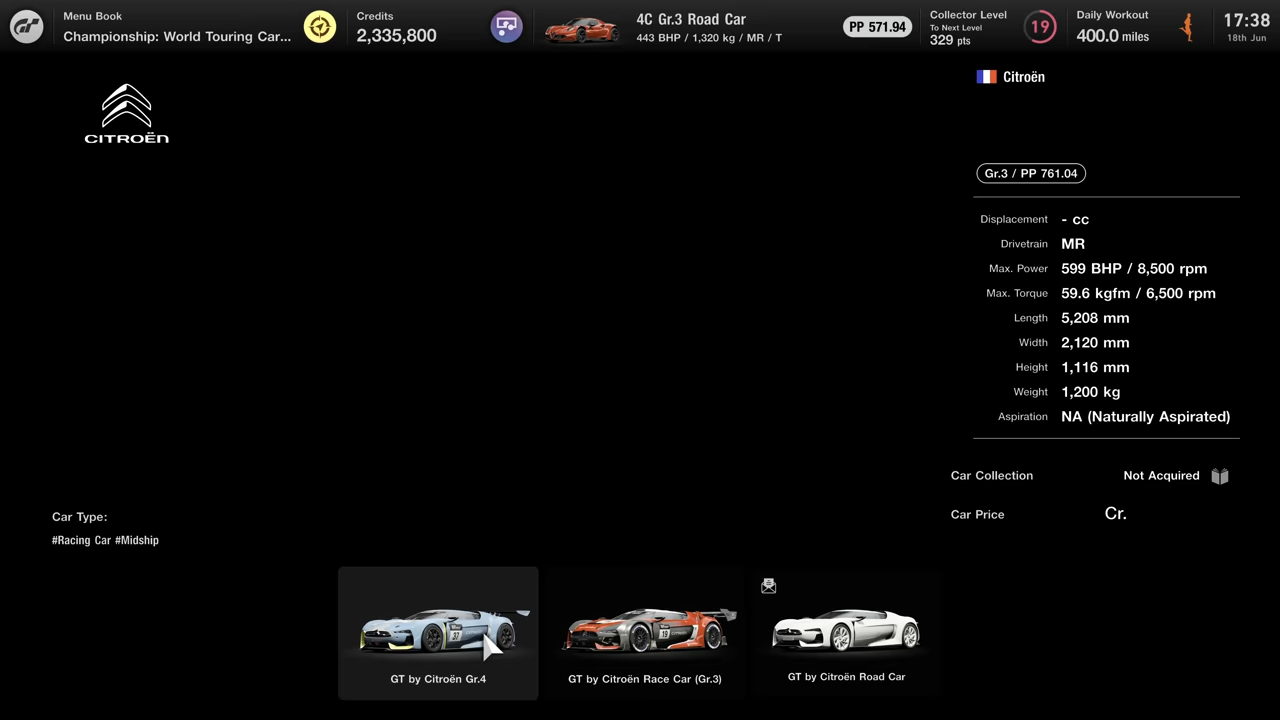 Menu Book
Championship: World Touring Car...
Credits
2,335,800
4C Gr.3 Road Car
443 BHP / 1,320 kg / MR / T
PP 571.94
Collector Level
To Next Level
329 pts
19
Daily Workout
400.0 miles
17:38
18th Jun
CITROËN
Citroën
Gr.3 / PP 761.04
Displacement - cc
Drivetrain MR
Max. Power 599 BHP / 8,500 rpm
Max. Torque 59.6 kgfm / 6,500 rpm
Length 5,208 mm
Width 2,120 mm
Height 1,116 mm
Weight 1,200 kg
Aspiration NA (Naturally Aspirated)
Car Collection Not Acquired
Car Price Cr.
Car Type:
#Racing Car #Midship
GT by Citroën Gr.4
GT by Citroën Race Car (Gr.3)
GT by Citroën Road Car